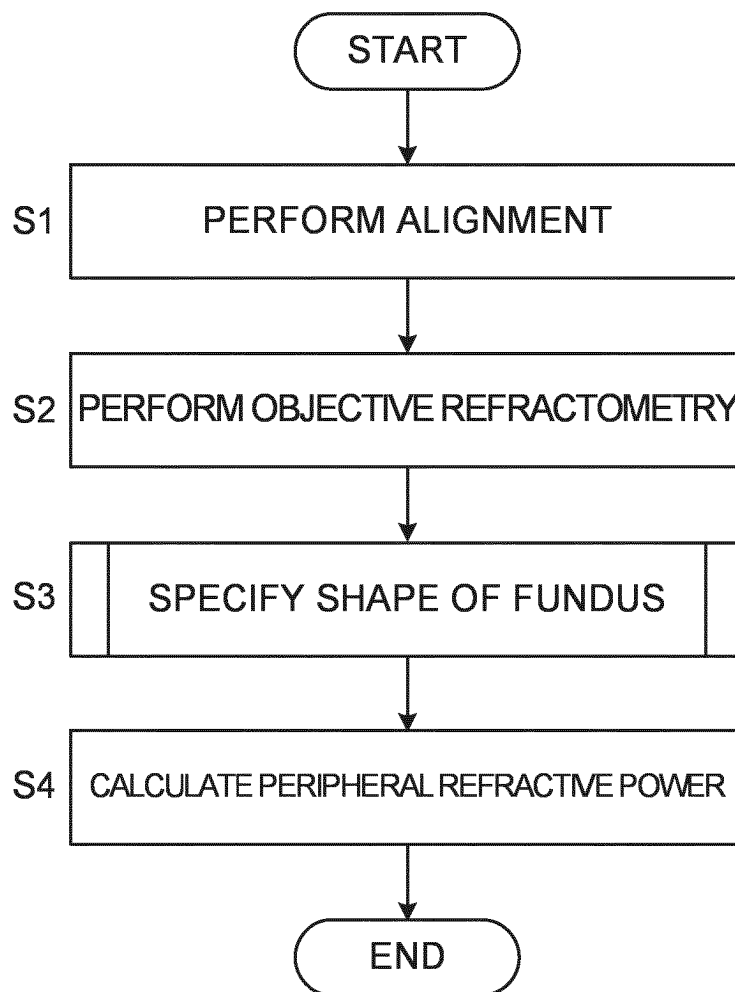 START
S1 PERFORM ALIGNMENT
S2 PERFORM OBJECTIVE REFRACTOMETRY
S3 SPECIFY SHAPE OF FUNDUS
S4 CALCULATE PERIPHERAL REFRACTIVE POWER
END